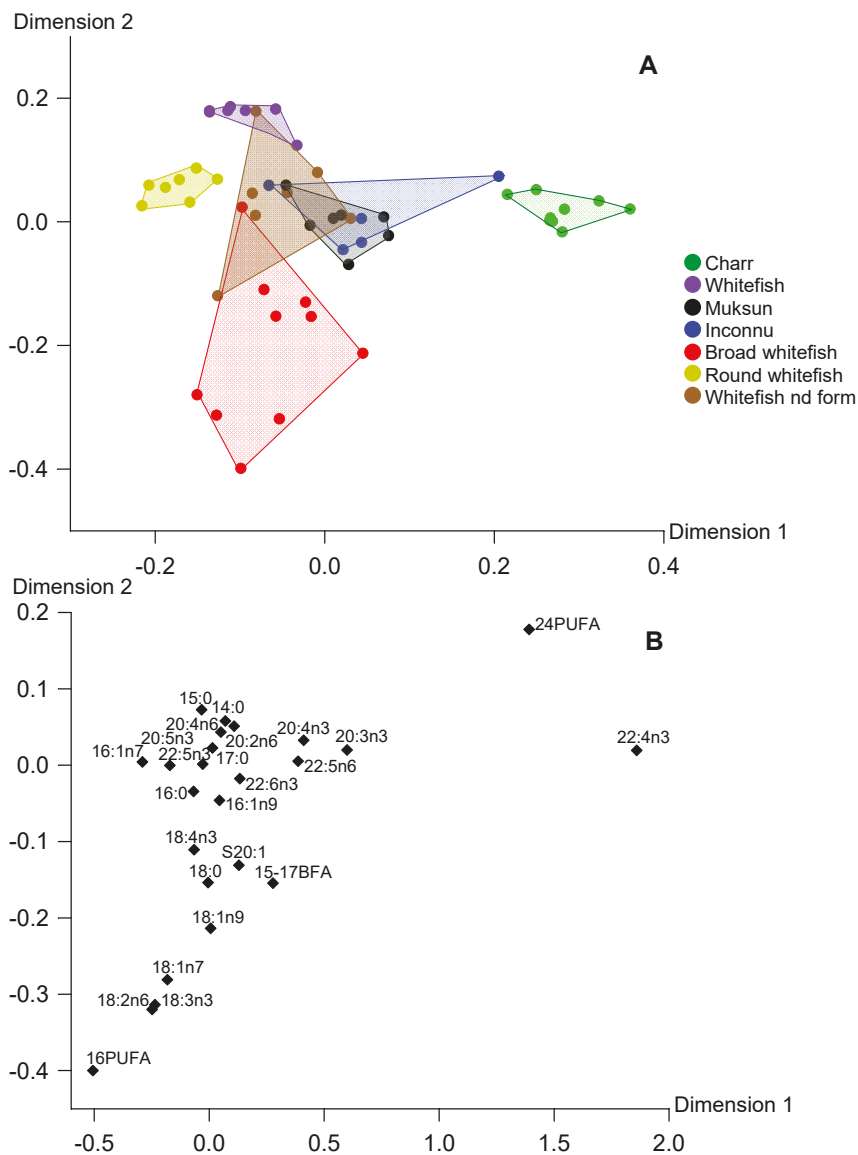 Dimension 2
A
0.2
0.0
-0.2
-0.4
Charr
Whitefish
Muksun
Inconnu
Broad whitefish
Round whitefish
Whitefish nd form
Dimension 1
-0.2 0.0 0.2 0.4
Dimension 2
B
0.2
0.1
0.0
-0.1
-0.2
-0.3
-0.4
24PUFA
15:0 14:0
20:4n6 20:4n3
20:5n3 20:2n6 20:3n3 22:4n3
16:1n7 22:5n3 17:0 22:5n6
22:6n3
16:0 16:1n9
18:4n3
S20:1
18:0 15-17BFA
18:1n9
18:1n7
18:2n6 18:3n3
16PUFA
Dimension 1
-0.5 0.0 0.5 1.0 1.5 2.0